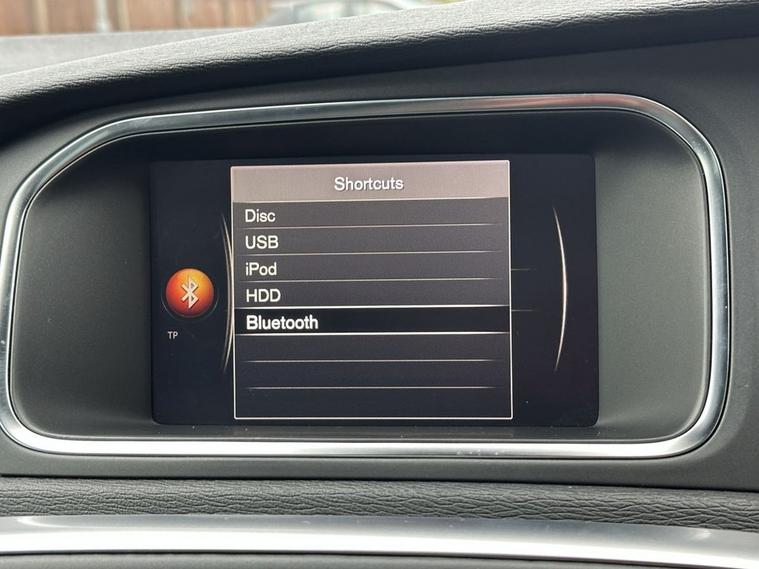 Shortcuts
Disc
USB
iPod
HDD
Bluetooth
TP